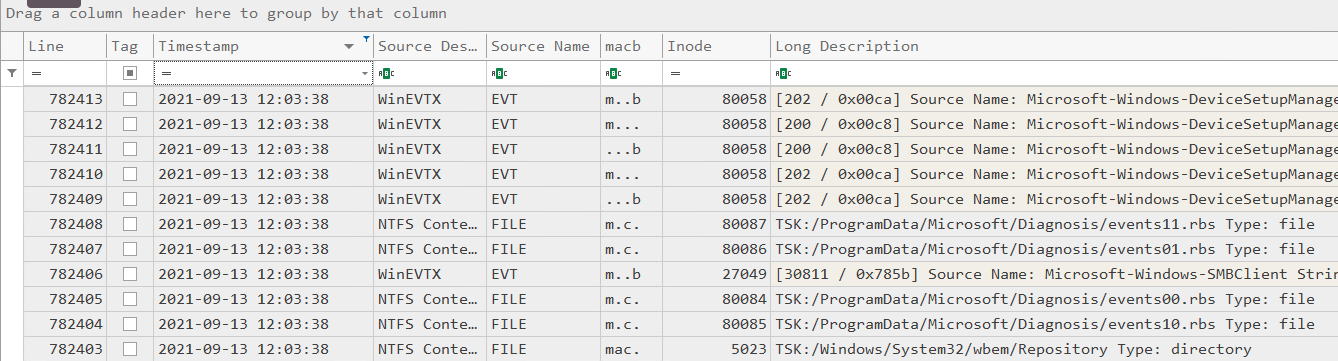 Drag a column header here to group by that column
Line Tag Timestamp Source Des... Source Name macb Inode Long Description
= = ABC ABC ABC = ABC
782413 2021-09-13 12:03:38 WinEVTX EVT m..b 80058 [202 / 0x00ca] Source Name: Microsoft-Windows-DeviceSetupManage
782412 2021-09-13 12:03:38 WinEVTX EVT m... 80058 [200 / 0x00c8] Source Name: Microsoft-Windows-DeviceSetupManage
782411 2021-09-13 12:03:38 WinEVTX EVT ...b 80058 [200 / 0x00c8] Source Name: Microsoft-Windows-DeviceSetupManage
782410 2021-09-13 12:03:38 WinEVTX EVT m... 80058 [202 / 0x00ca] Source Name: Microsoft-Windows-DeviceSetupManage
782409 2021-09-13 12:03:38 WinEVTX EVT ...b 80058 [202 / 0x00ca] Source Name: Microsoft-Windows-DeviceSetupManage
782408 2021-09-13 12:03:38 NTFS Conte... FILE m.c. 80087 TSK:/ProgramData/Microsoft/Diagnosis/events11.rbs Type: file
782407 2021-09-13 12:03:38 NTFS Conte... FILE m.c. 80086 TSK:/ProgramData/Microsoft/Diagnosis/events01.rbs Type: file
782406 2021-09-13 12:03:38 WinEVTX EVT m..b 27049 [30811 / 0x785b] Source Name: Microsoft-Windows-SMBClient Strin
782405 2021-09-13 12:03:38 NTFS Conte... FILE m.c. 80084 TSK:/ProgramData/Microsoft/Diagnosis/events00.rbs Type: file
782404 2021-09-13 12:03:38 NTFS Conte... FILE m.c. 80085 TSK:/ProgramData/Microsoft/Diagnosis/events10.rbs Type: file
782403 2021-09-13 12:03:38 NTFS Conte... FILE mac. 5023 TSK:/Windows/System32/wbem/Repository Type: directory